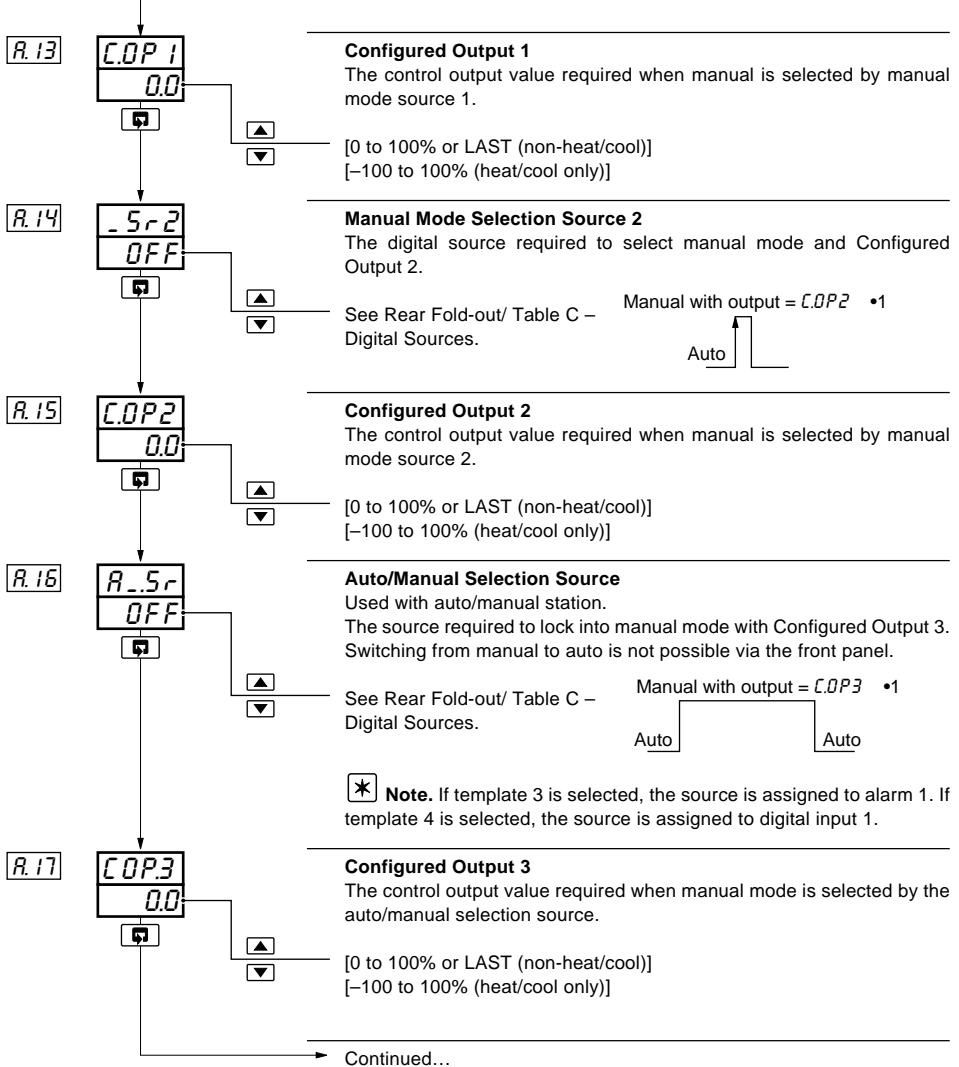 A.13
C.OP 1
0.0
Configured Output 1
The control output value required when manual is selected by manual
mode source 1.
[0 to 100% or LAST (non-heat/cool)]
[–100 to 100% (heat/cool only)]
A.14
_ Sr2
OFF
Manual Mode Selection Source 2
The digital source required to select manual mode and Configured
Output 2.
See Rear Fold-out/ Table C –
Digital Sources.
Manual with output = C.OP2 •1
Auto
A.15
C.OP2
0.0
Configured Output 2
The control output value required when manual is selected by manual
mode source 2.
[0 to 100% or LAST (non-heat/cool)]
[–100 to 100% (heat/cool only)]
A.16
A_.Sr
OFF
Auto/Manual Selection Source
Used with auto/manual station.
The source required to lock into manual mode with Configured Output 3.
Switching from manual to auto is not possible via the front panel.
See Rear Fold-out/ Table C –
Digital Sources.
Manual with output = C.OP3 •1
Auto
Auto
Note. If template 3 is selected, the source is assigned to alarm 1. If
template 4 is selected, the source is assigned to digital input 1.
A.17
COP.3
0.0
Configured Output 3
The control output value required when manual mode is selected by the
auto/manual selection source.
[0 to 100% or LAST (non-heat/cool)]
[–100 to 100% (heat/cool only)]
Continued…